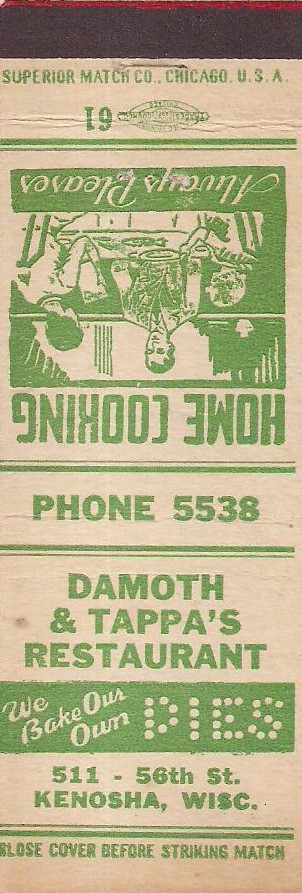 SUPERIOR MATCH CO., CHICAGO, U.S.A.
61
Always Pleases
HOME COOKING
PHONE 5538
DAMOTH
& TAPPA'S
RESTAURANT
We
Bake Our
Own PIES
511 - 56th St.
KENOSHA, WISC.
CLOSE COVER BEFORE STRIKING MATCH